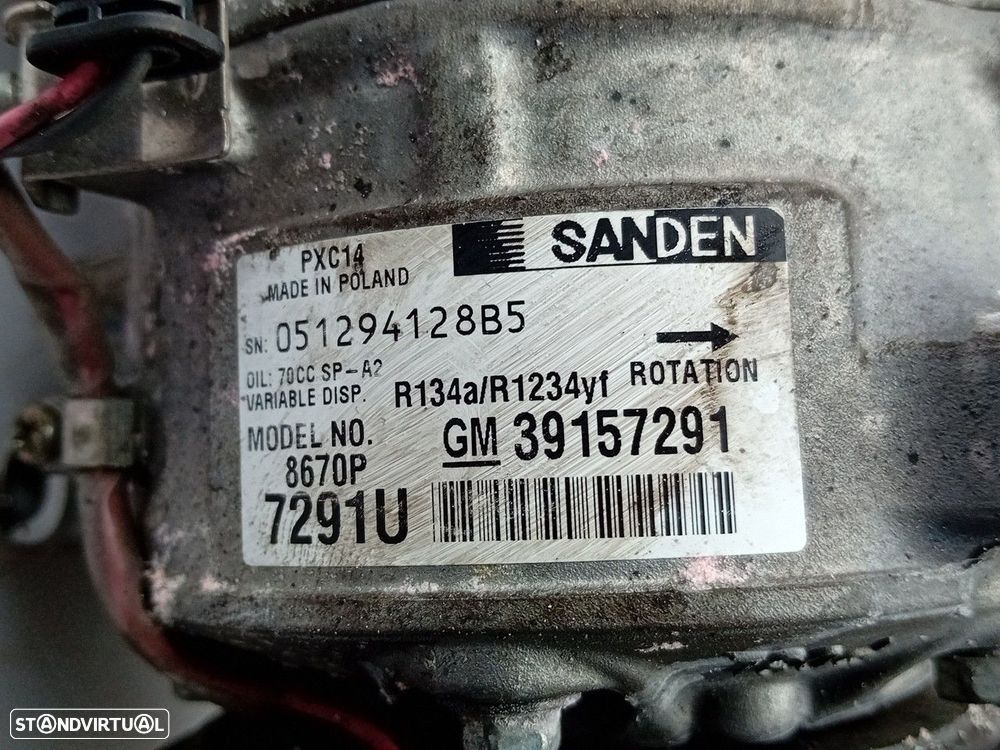 PXC14
MADE IN POLAND
SANDEN
SN: 051294128B5
ROTATION
OIL: 70CC SP-A2
VARIABLE DISP. R134a/R1234yf
MODEL NO.
8670P
GM 39157291
7291U
STANDVIRTUAL